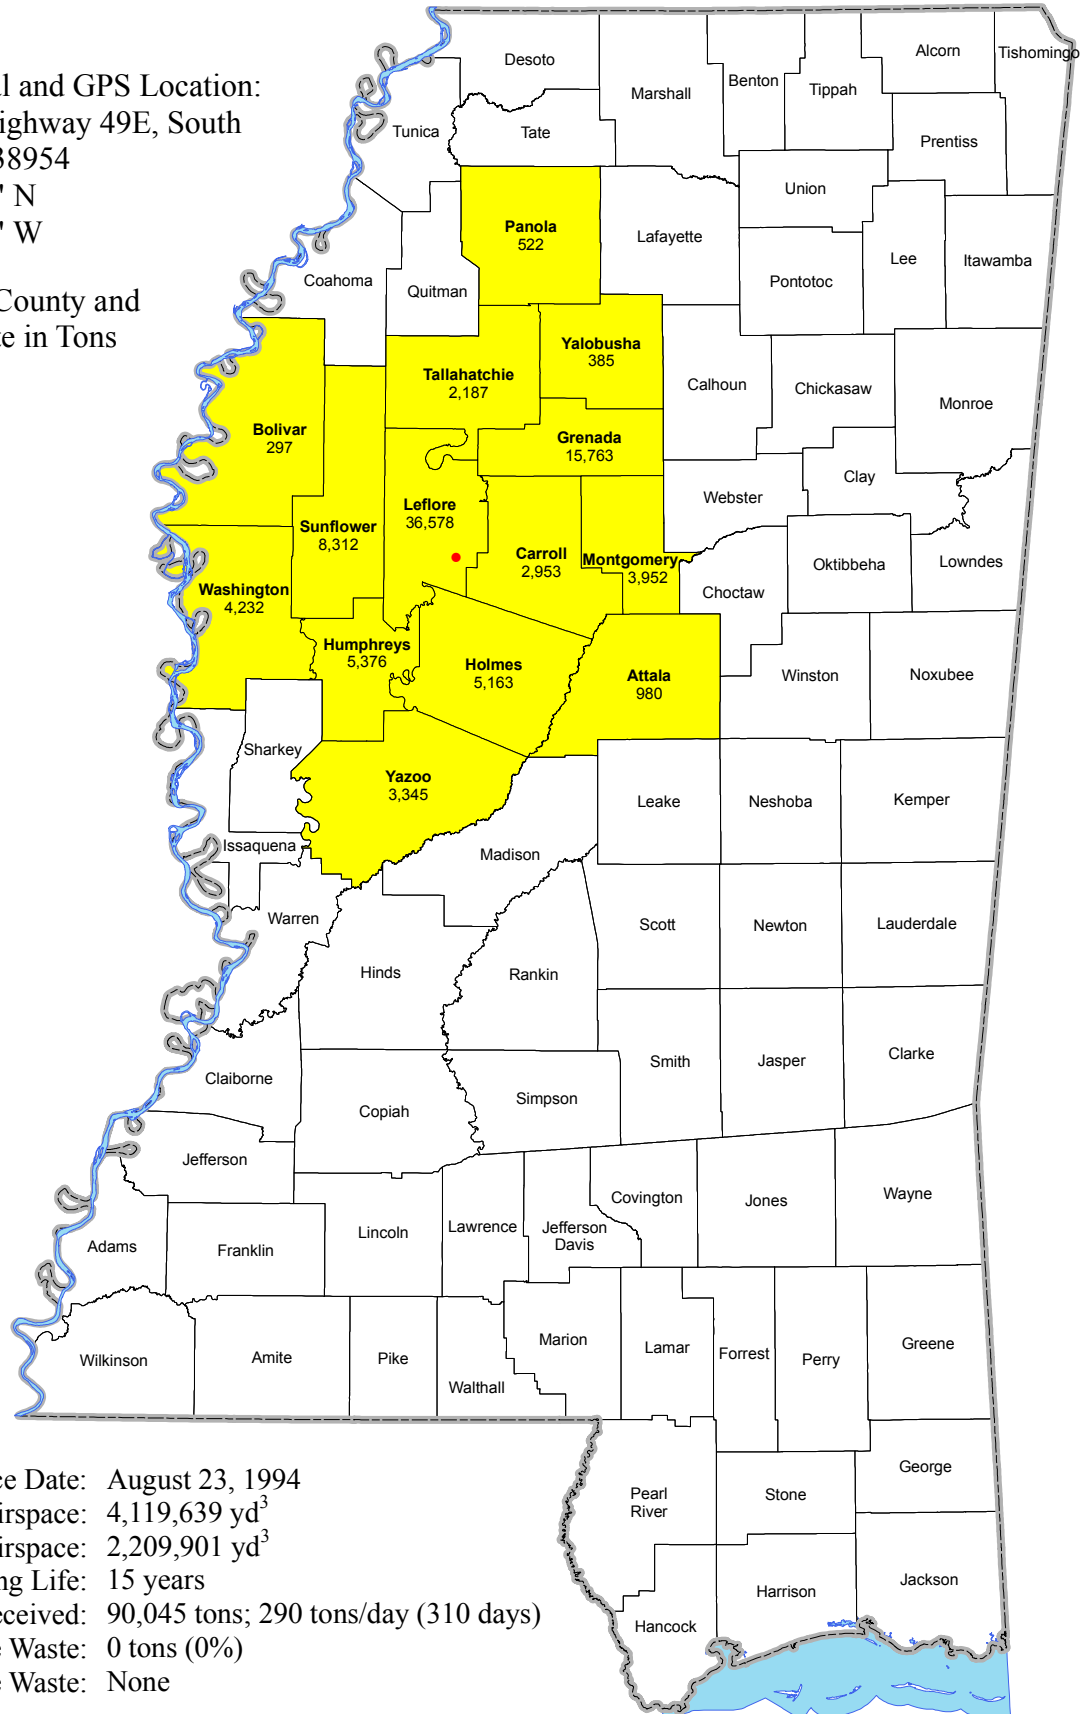 al and GPS Location:
ighway 49E, South
38954
" N
" W
County and
te in Tons
Desoto
Marshall
Benton
Tippah
Alcorn
Tishomingo
Tunica
Tate
Prentiss
Union
Panola
522
Lafayette
Pontotoc
Lee
Itawamba
Coahoma
Quitman
Yalobusha
385
Tallahatchie
2,187
Calhoun
Chickasaw
Monroe
Bolivar
297
Grenada
15,763
Leflore
36,578
Webster
Clay
Sunflower
8,312
Carroll
2,953
Montgomery
3,952
Oktibbeha
Lowndes
Washington
4,232
Choctaw
Humphreys
5,376
Holmes
5,163
Attala
980
Winston
Noxubee
Sharkey
Yazoo
3,345
Leake
Neshoba
Kemper
Issaquena
Madison
Warren
Scott
Newton
Lauderdale
Hinds
Rankin
Smith
Jasper
Clarke
Claiborne
Copiah
Simpson
Jefferson
Covington
Jones
Wayne
Adams
Franklin
Lincoln
Lawrence
Jefferson
Davis
Wilkinson
Amite
Pike
Walthall
Marion
Lamar
Forrest
Perry
Greene
George
Pearl
River
Stone
Harrison
Jackson
Hancock
ce Date: August 23, 1994
irspace: 4,119,639 yd³
irspace: 2,209,901 yd³
ng Life: 15 years
eceived: 90,045 tons; 290 tons/day (310 days)
e Waste: 0 tons (0%)
e Waste: None